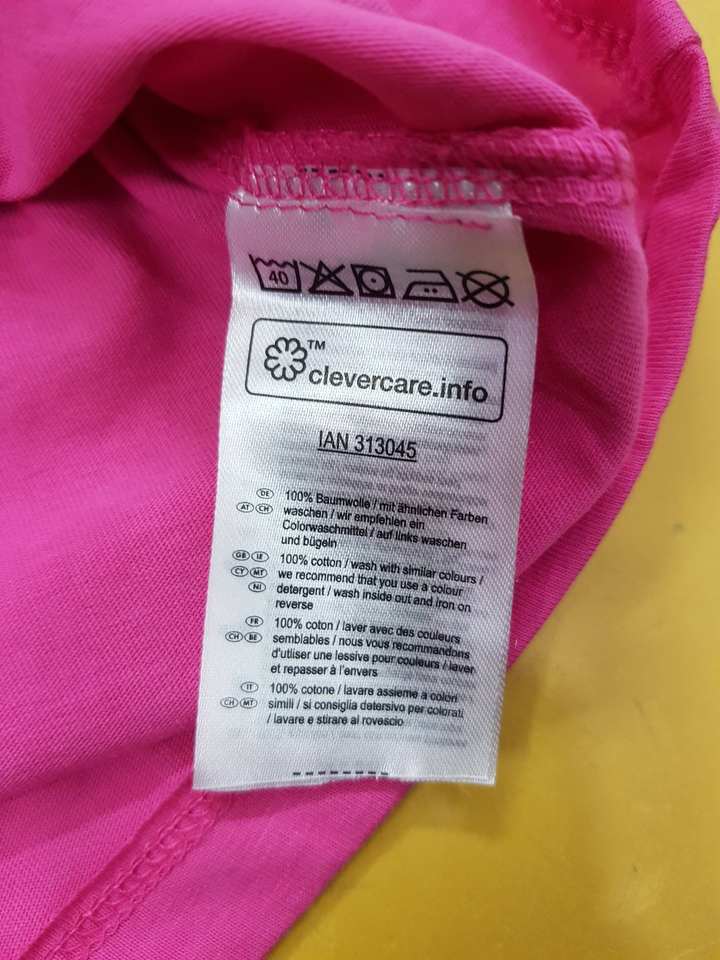 40
TM
clevercare.info
IAN 313045
DE 100% Baumwolle / mit ähnlichen Farben
AT CH waschen / wir empfehlen ein
Colorwaschmittel / auf links waschen
und bügeln
GB IE 100% cotton / wash with similar colours /
CY MT we recommend that you use a colour
NI detergent / wash inside out and iron on
reverse
FR 100% coton / laver avec des couleurs
CH BE semblables / nous vous recommandons
d'utiliser une lessive pour couleurs / laver
et repasser à l'envers
IT 100% cotone / lavare assieme a colori
CH MT simili / si consiglia detersivo per colorati
/ lavare e stirare al rovescio